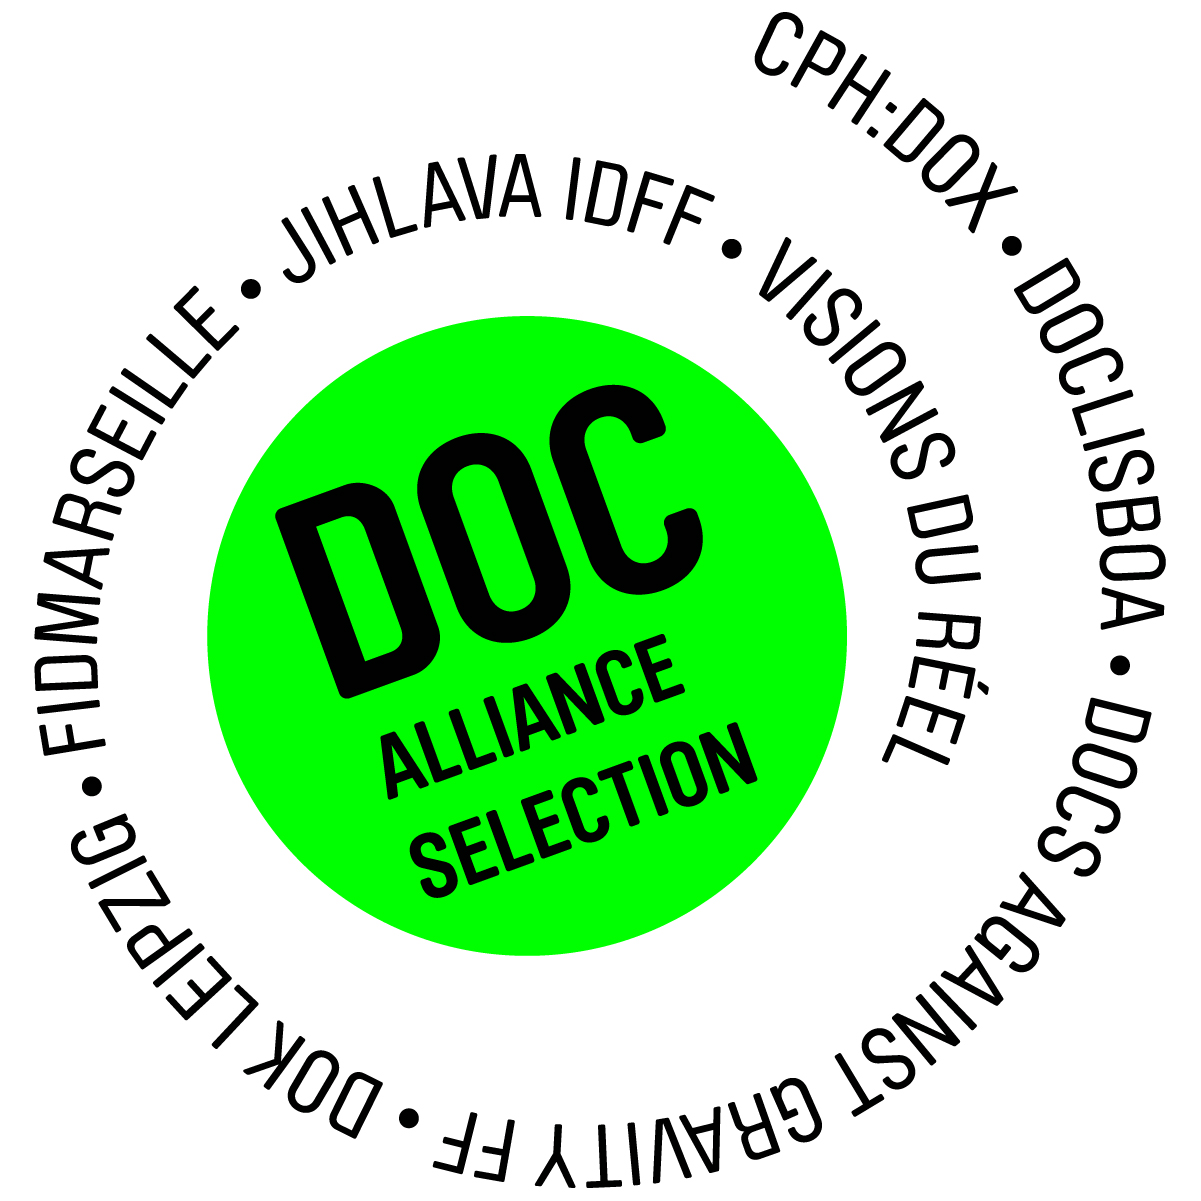 CPH:DOX • DOCLISBOA • DOCS AGAINST GRAVITY FF • DOK LEIPZIG • FIDMARSEILLE • JIHLAVA IDFF • VISIONS DU RÉEL
DOC
ALLIANCE
SELECTION